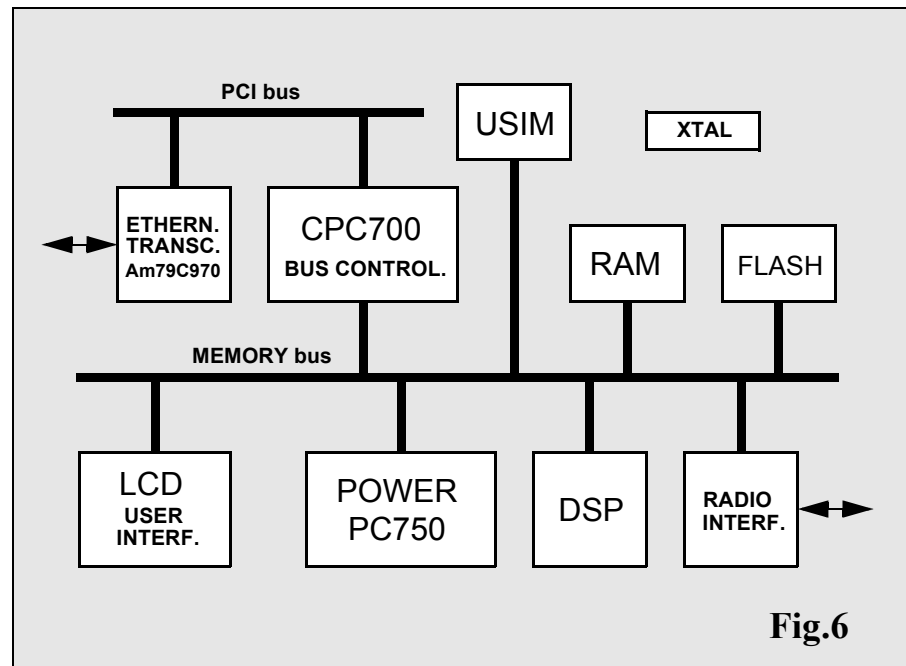 PCI bus
USIM
XTAL
ETHERN.
TRANSC.
Am79C970
CPC700
BUS CONTROL.
RAM
FLASH
MEMORY bus
LCD
USER
INTERF.
POWER
PC750
DSP
RADIO
INTERF.
Fig.6